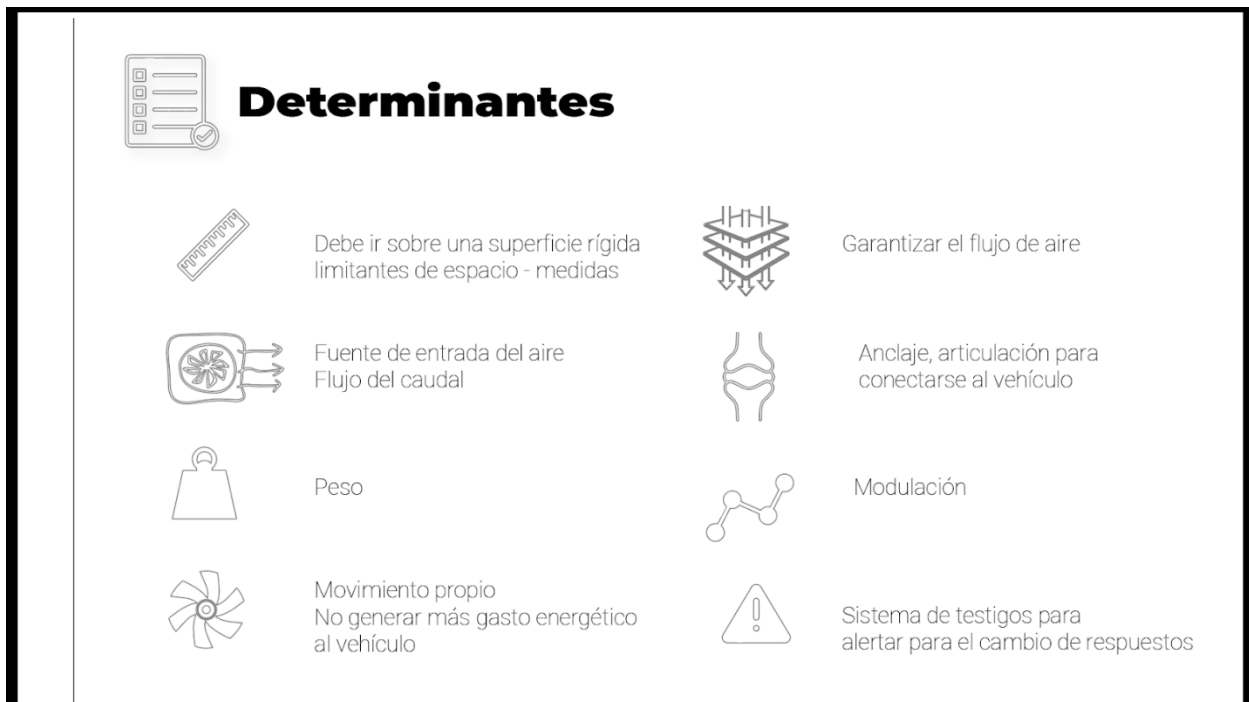 Determinantes
Debe ir sobre una superficie rígida
limitantes de espacio - medidas
Fuente de entrada del aire
Flujo del caudal
Peso
Movimiento propio
No generar más gasto energético
al vehículo
Garantizar el flujo de aire
Anclaje, articulación para
conectarse al vehículo
Modulación
Sistema de testigos para
alertar para el cambio de respuestos